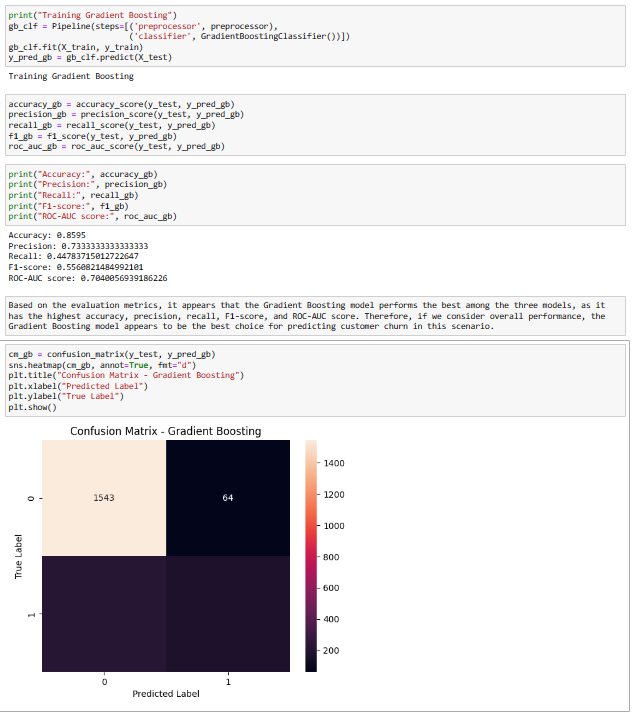 print("Training Gradient Boosting")
gb_clf = Pipeline(steps=[('preprocessor', preprocessor),
('classifier', GradientBoostingClassifier())])
gb_clf.fit(X_train, y_train)
y_pred_gb = gb_clf.predict(X_test)
Training Gradient Boosting
accuracy_gb = accuracy_score(y_test, y_pred_gb)
precision_gb = precision_score(y_test, y_pred_gb)
recall_gb = recall_score(y_test, y_pred_gb)
f1_gb = f1_score(y_test, y_pred_gb)
roc_auc_gb = roc_auc_score(y_test, y_pred_gb)
print("Accuracy:", accuracy_gb)
print("Precision:", precision_gb)
print("Recall:", recall_gb)
print("F1-score:", f1_gb)
print("ROC-AUC score:", roc_auc_gb)
Accuracy: 0.8595
Precision: 0.7333333333333333
Recall: 0.44783715012722647
F1-score: 0.5560821484992101
ROC-AUC score: 0.7040056939186226
Based on the evaluation metrics, it appears that the Gradient Boosting model performs the best among the three models, as it
has the highest accuracy, precision, recall, F1-score, and ROC-AUC score. Therefore, if we consider overall performance, the
Gradient Boosting model appears to be the best choice for predicting customer churn in this scenario.
cm_gb = confusion_matrix(y_test, y_pred_gb)
sns.heatmap(cm_gb, annot=True, fmt="d")
plt.title("Confusion Matrix - Gradient Boosting")
plt.xlabel("Predicted Label")
plt.ylabel("True Label")
plt.show()
Confusion Matrix - Gradient Boosting
1400
1200
1000
800
600
400
200
0
1543
64
True Label
1
0
1
Predicted Label